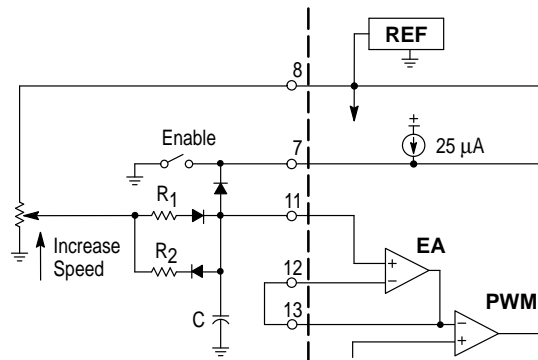 REF
8
Enable
7
+
25 μA
R1
11
Increase
Speed
EA
+
12
−
R2
13
PWM
−
C
+